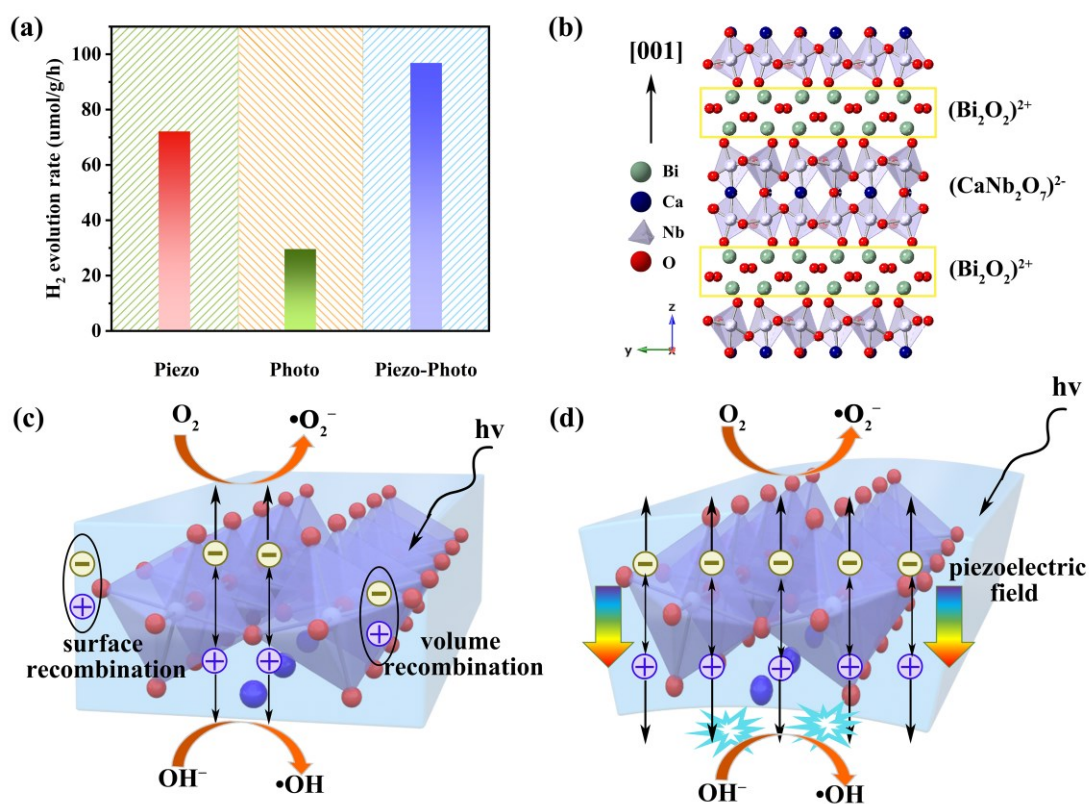 (a)
H₂ evolution rate (umol/g/h)
100
80
60
40
20
0
Piezo
Photo
Piezo-Photo
(b)
[001]
Bi
Ca
Nb
O
z
y
x
(Bi₂O₂)²⁺
(CaNb₂O₇)²⁻
(Bi₂O₂)²⁺
(c)
O₂
•O₂⁻
hv
−
−
−
−
+
+
+
+
surface
recombination
volume
recombination
OH⁻
•OH
(d)
O₂
•O₂⁻
hv
− − − − −
piezoelectric
field
+ + + + +
OH⁻
•OH